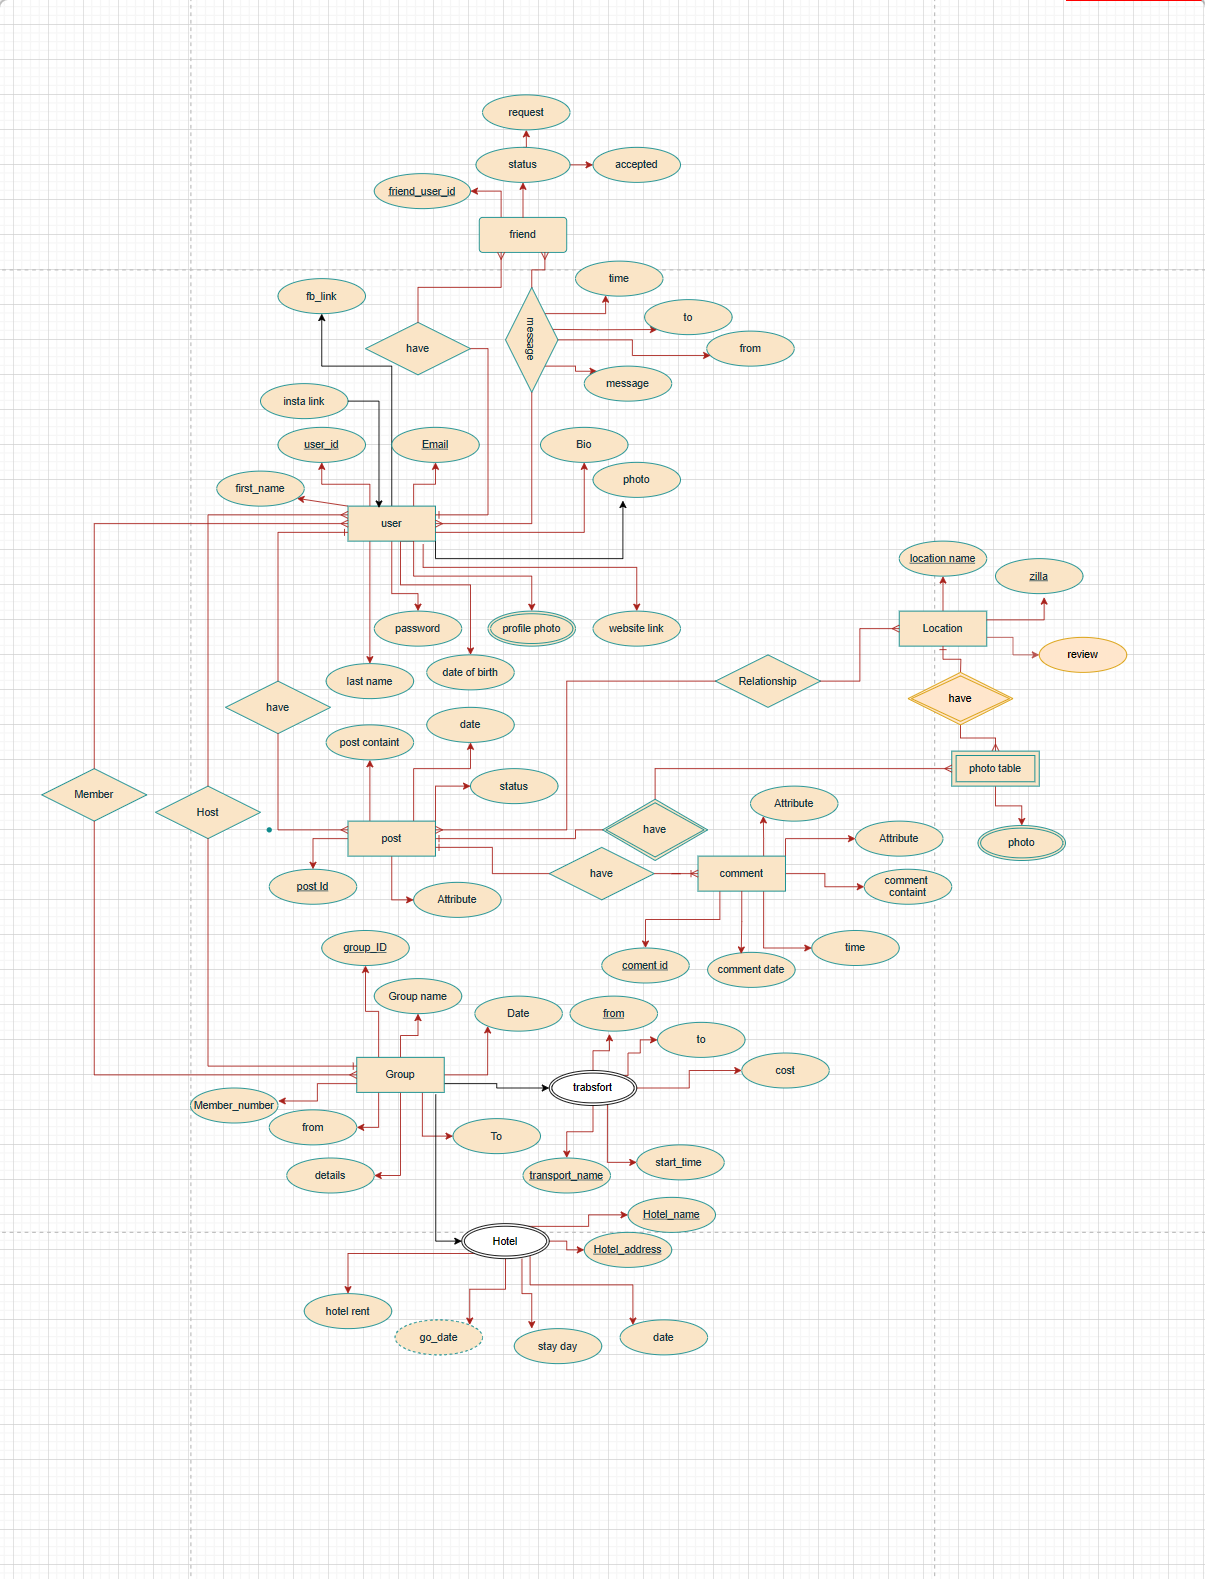 request
status
accepted
friend_user_id
friend
time
fb_link
to
message
have
from
message
insta link
user_id
Email
Bio
photo
first_name
user
location name
zilla
password
profile photo
website link
Location
review
last name
date of birth
Relationship
have
have
date
post containt
photo table
status
Member
Host
Attribute
have
post
Attribute
photo
have
comment
comment
containt
post Id
Attribute
group_ID
time
coment id
comment date
Group name
Date
from
to
cost
Group
trabsfort
Member_number
from
To
details
transport_name
start_time
Hotel_name
Hotel
Hotel_address
hotel rent
go_date
stay day
date